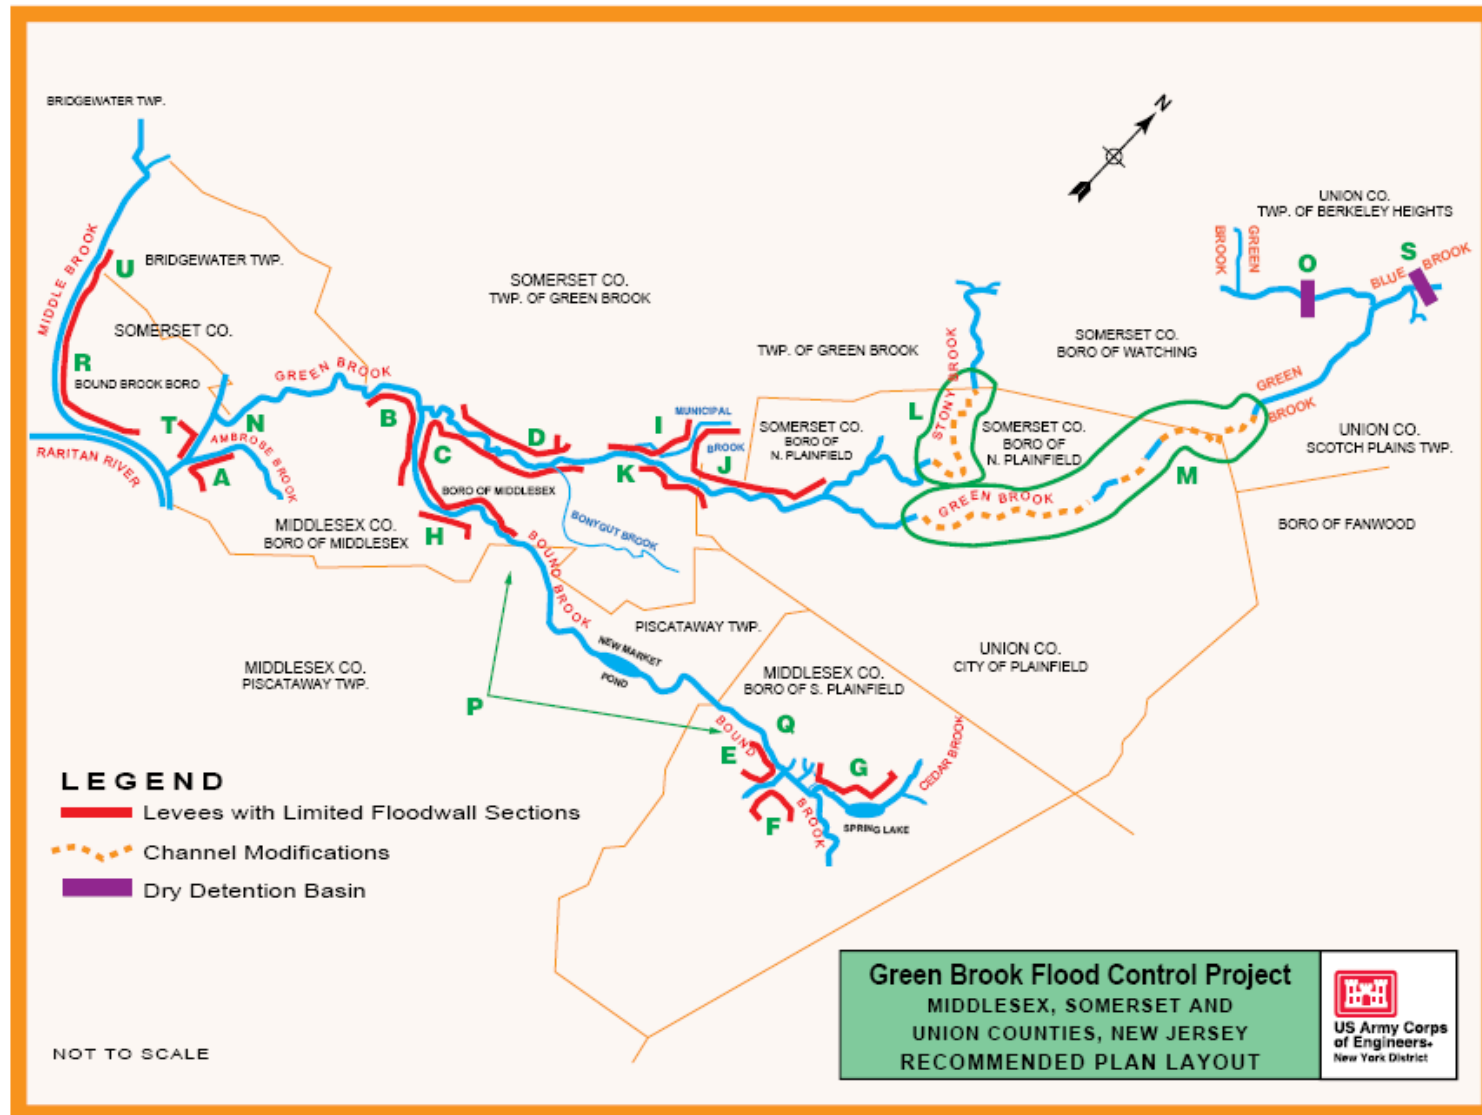 BRIDGEWATER TWP.
N
UNION CO.
TWP. OF BERKELEY HEIGHTS
GREEN
BROOK
O
S
BLUE BROOK
MIDDLE BROOK
U
BRIDGEWATER TWP.
SOMERSET CO.
TWP. OF GREEN BROOK
SOMERSET CO.
R
BOUND BROOK BORO
GREEN BROOK
TWP. OF GREEN BROOK
STONY BROOK
SOMERSET CO.
BORO OF WATCHING
GREEN
BROOK
T
N
AMBROSE BROOK
A
RARITAN RIVER
B
C
D
I
MUNICIPAL
BROOK
K
J
SOMERSET CO.
BORO OF
N. PLAINFIELD
L
SOMERSET CO.
BORO OF
N. PLAINFIELD
UNION CO.
SCOTCH PLAINS TWP.
M
GREEN BROOK
BORO OF MIDDLESEX
BONYGUT BROOK
MIDDLESEX CO.
BORO OF MIDDLESEX
H
BORO OF FANWOOD
BOUND BROOK
PISCATAWAY TWP.
NEW MARKET
POND
UNION CO.
CITY OF PLAINFIELD
MIDDLESEX CO.
PISCATAWAY TWP.
MIDDLESEX CO.
BORO OF S. PLAINFIELD
P
Q
BOUND
BROOK
E
F
G
CEDAR BROOK
SPRING LAKE
LEGEND
Levees with Limited Floodwall Sections
Channel Modifications
Dry Detention Basin
NOT TO SCALE
Green Brook Flood Control Project
MIDDLESEX, SOMERSET AND
UNION COUNTIES, NEW JERSEY
RECOMMENDED PLAN LAYOUT
US Army Corps
of Engineers.
New York District